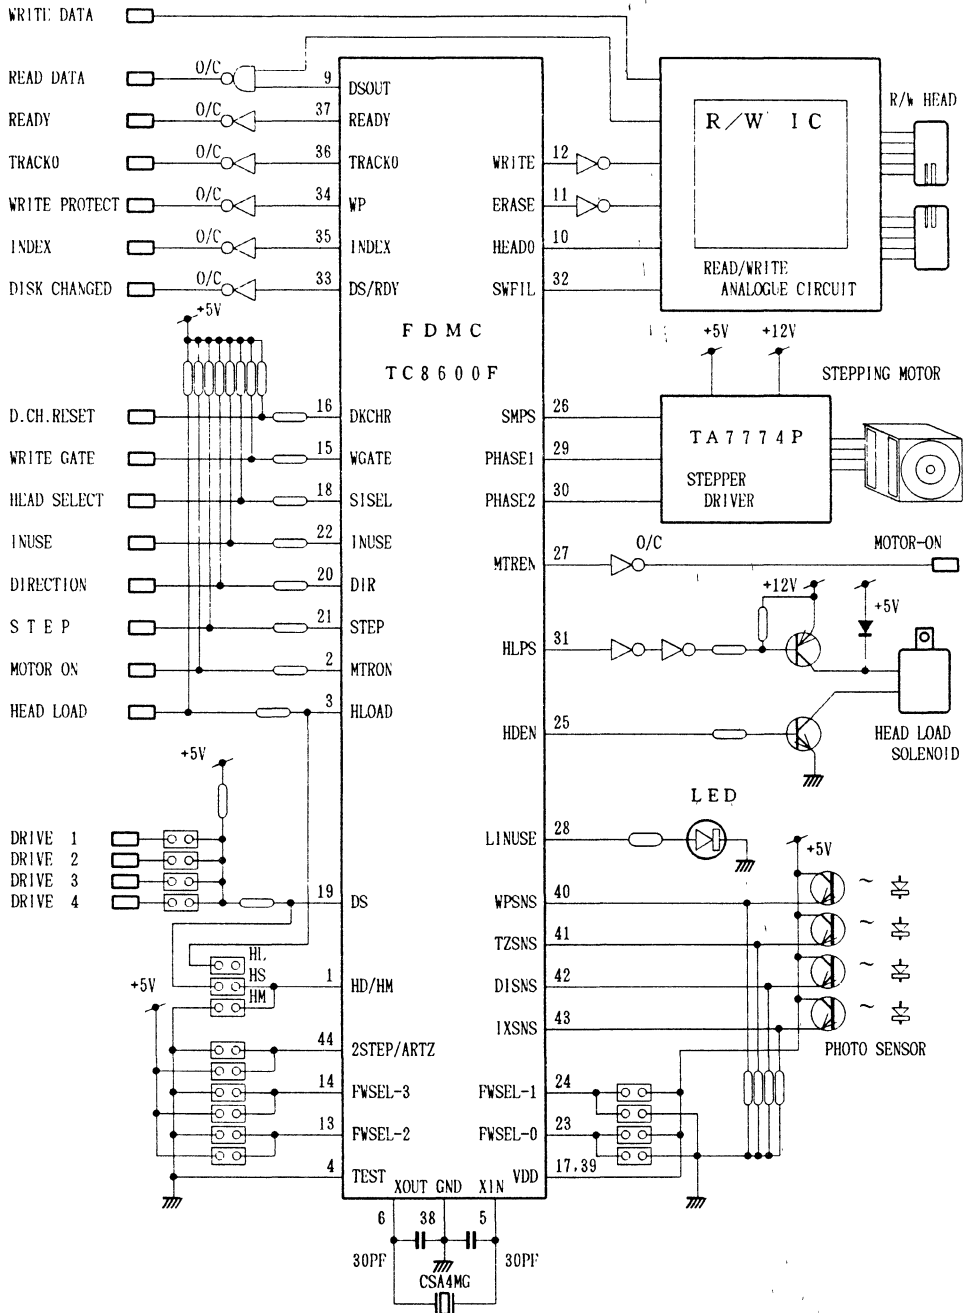 WRITE DATA
READ DATA
O/C
9
DSOUT
READY
O/C
37
READY
TRACK0
O/C
36
TRACK0
WRITE PROTECT
O/C
34
WP
INDEX
O/C
35
INDEX
DISK CHANGED
O/C
33
DS/RDY
+5V
FDMC
TC8600F
WRITE
12
ERASE
11
HEAD0
10
SWFIL
32
R/W IC
READ/WRITE
ANALOGUE CIRCUIT
R/W HEAD
+5V
+12V
STEPPING MOTOR
D.CH.RESET
16
DKCHR
WRITE GATE
15
WGATE
HEAD SELECT
18
SISEL
INUSE
22
INUSE
DIRECTION
20
DIR
STEP
21
STEP
MOTOR ON
2
MTRON
HEAD LOAD
3
HLOAD
SMPS
26
PHASE1
29
PHASE2
30
TA7774P
STEPPER
DRIVER
MTREN
27
O/C
MOTOR-ON
+12V
+5V
HLPS
31
HDEN
25
HEAD LOAD
SOLENOID
+5V
DRIVE 1
DRIVE 2
DRIVE 3
DRIVE 4
19
DS
LED
LINUSE
28
+5V
WPSNS
40
~
TZSNS
41
~
DISNS
42
~
IXSNS
43
~
PHOTO SENSOR
HL
HS
HM
+5V
1
HD/HM
44
2STEP/ARTZ
14
FWSEL-3
13
FWSEL-2
4
TEST
FWSEL-1
24
FWSEL-0
23
VDD
17,39
XOUT GND XIN
6
38
5
30PF
30PF
CSA4MG